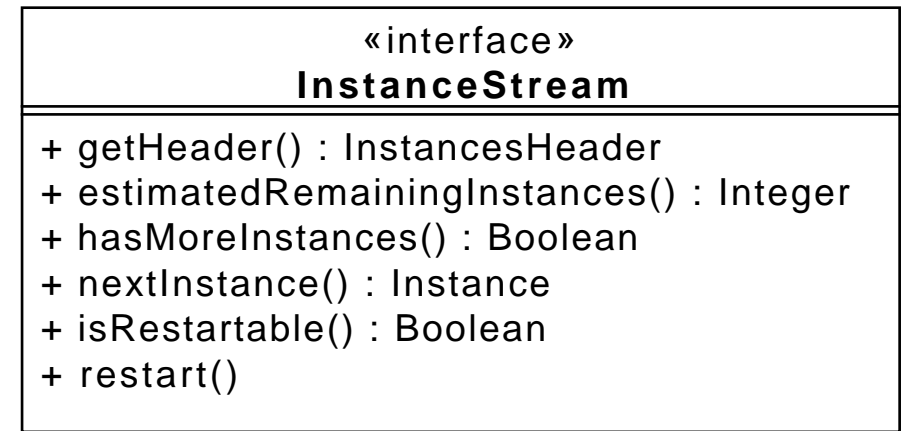 «interface»
InstanceStream
+ getHeader() : InstancesHeader
+ estimatedRemainingInstances() : Integer
+ hasMoreInstances() : Boolean
+ nextInstance() : Instance
+ isRestartable() : Boolean
+ restart()